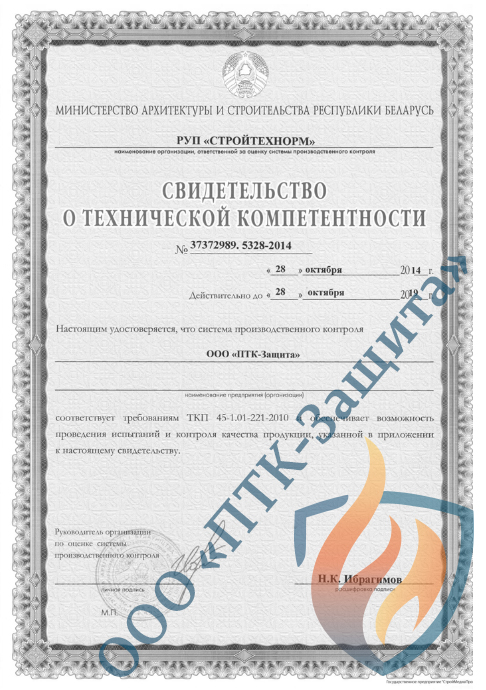 МИНИСТЕРСТВО АРХИТЕКТУРЫ И СТРОИТЕЛЬСТВА РЕСПУБЛИКИ БЕЛАРУСЬ
РУП «СТРОЙТЕХНОРМ»
наименование организации, ответственной за оценку системы производственного контроля
СВИДЕТЕЛЬСТВО
О ТЕХНИЧЕСКОЙ КОМПЕТЕНТНОСТИ
№ 37372989. 5328-2014
« 28 » октября 2014 г.
Действительно до « 28 » октября 2019 г.
Настоящим удостоверяется, что система производственного контроля
ООО «ПТК-Защита»
наименование предприятия (организации)
соответствует требованиям ТКП 45-1.01-221-2010 и обеспечивает возможность
проведения испытаний и контроля качества продукции, указанной в приложении
к настоящему свидетельству.
Руководитель организации
по оценке системы
производственного контроля
Н.К. Ибрагимов
личная подпись
расшифровка подписи
М.П.
ООО «ПТК-Защита»